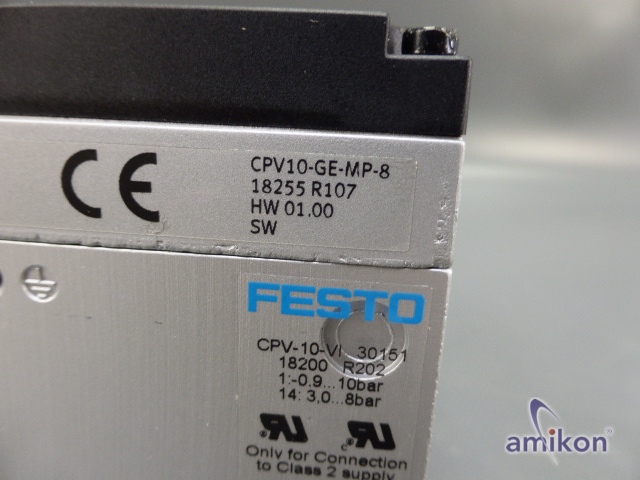 CE
CPV10-GE-MP-8
18255 R107
HW 01.00
SW
FESTO
CPV-10-VI 30151
18200 R202
1:-0.9...10bar
14: 3,0...8bar
Only for Connection
to Class 2 supply
amikon